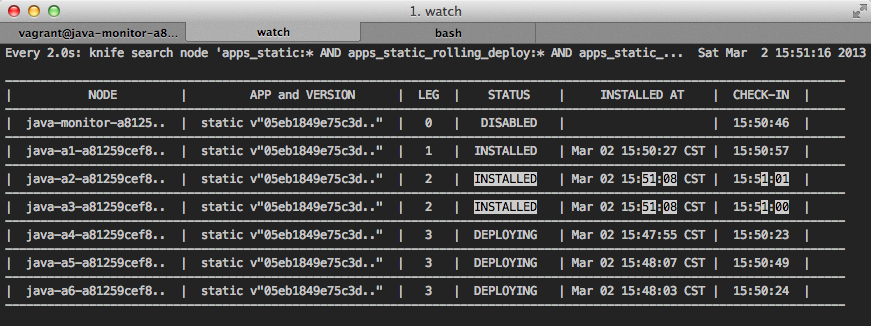 1. watch
vagrant@java-monitor-a8... watch bash
Every 2.0s: knife search node 'apps_static:* AND apps_static_rolling_deploy:* AND apps_static_... Sat Mar 2 15:51:16 2013
| NODE | APP and VERSION | LEG | STATUS | INSTALLED AT | CHECK-IN |
| java-monitor-a8125.. | static v"05eb1849e75c3d.." | 0 | DISABLED | | 15:50:46 |
| java-a1-a81259cef8.. | static v"05eb1849e75c3d.." | 1 | INSTALLED | Mar 02 15:50:27 CST | 15:50:57 |
| java-a2-a81259cef8.. | static v"05eb1849e75c3d.." | 2 | INSTALLED | Mar 02 15:51:08 CST | 15:51:01 |
| java-a3-a81259cef8.. | static v"05eb1849e75c3d.." | 2 | INSTALLED | Mar 02 15:51:08 CST | 15:51:00 |
| java-a4-a81259cef8.. | static v"05eb1849e75c3d.." | 3 | DEPLOYING | Mar 02 15:47:55 CST | 15:50:23 |
| java-a5-a81259cef8.. | static v"05eb1849e75c3d.." | 3 | DEPLOYING | Mar 02 15:48:07 CST | 15:50:49 |
| java-a6-a81259cef8.. | static v"05eb1849e75c3d.." | 3 | DEPLOYING | Mar 02 15:48:03 CST | 15:50:24 |